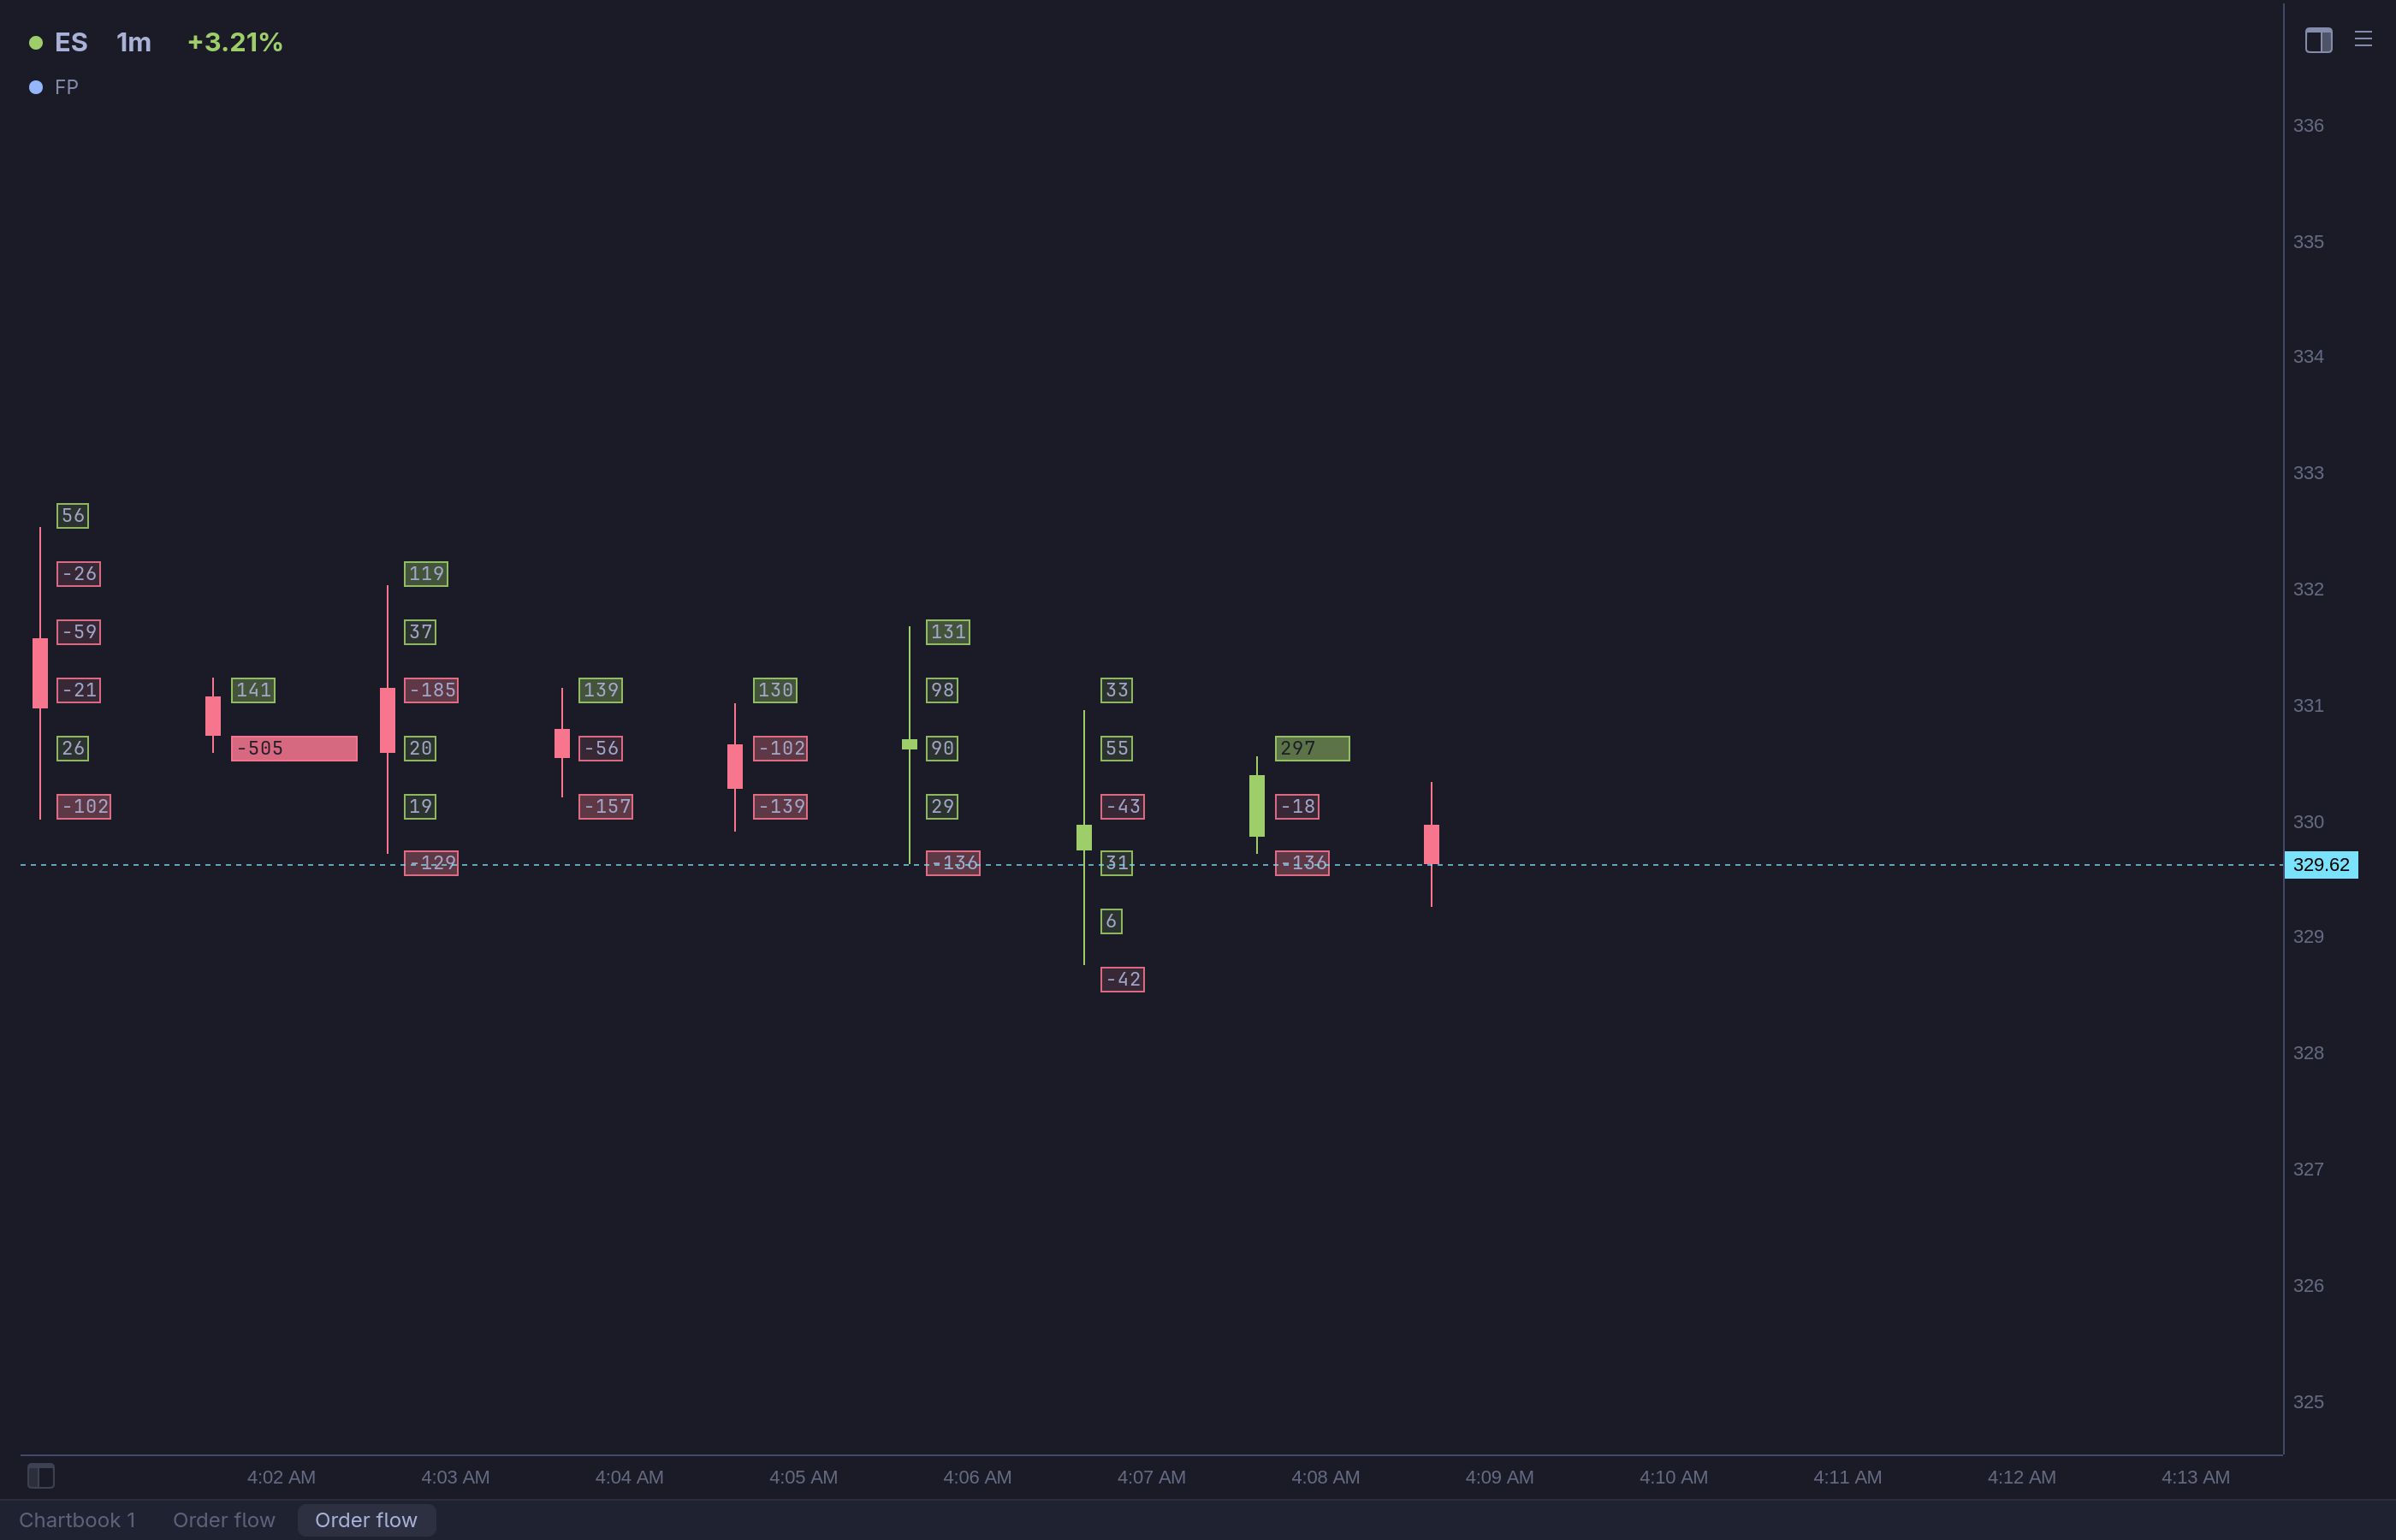 ES 1m +3.21%
FP
336
335
334
333
56
-26 119 332
-59 37 131
-21 141 -185 139 130 98 33 331
26 -505 20 -56 -102 90 55 297
-102 19 -157 -139 29 -43 -18 330
-129 -136 31 -136 329.62
6 329
-42
328
327
326
325
4:02 AM 4:03 AM 4:04 AM 4:05 AM 4:06 AM 4:07 AM 4:08 AM 4:09 AM 4:10 AM 4:11 AM 4:12 AM 4:13 AM
Chartbook 1 Order flow Order flow